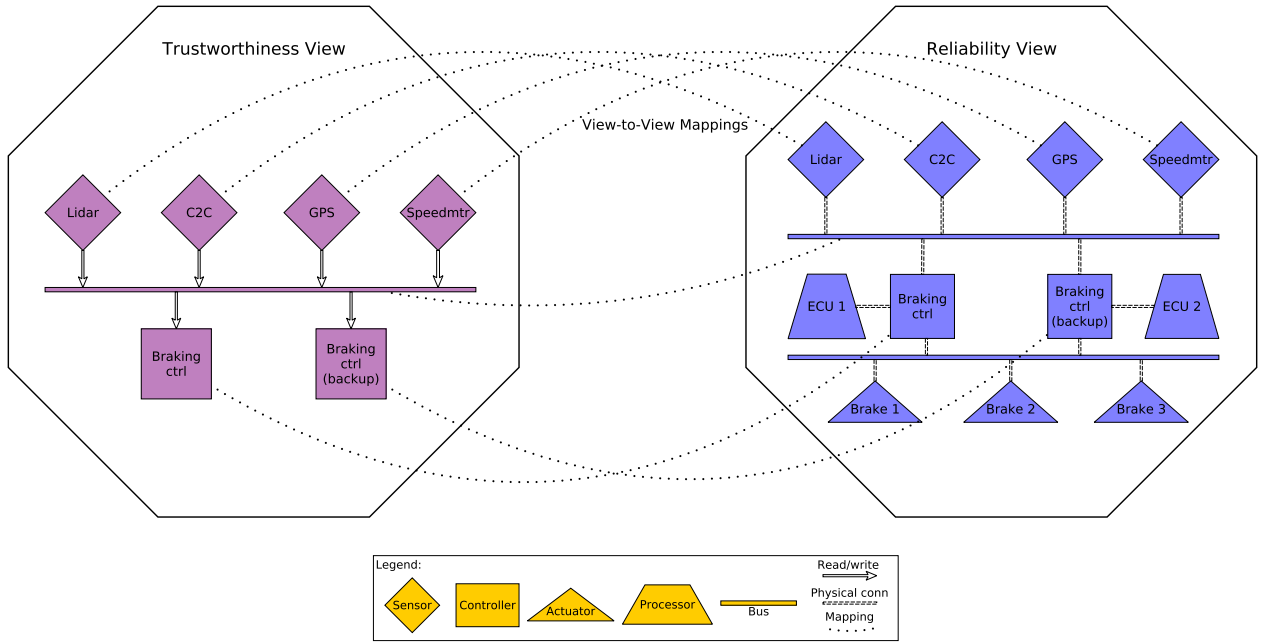 Trustworthiness View
Reliability View
View-to-View Mappings
Lidar
C2C
GPS
Speedmtr
Braking
ctrl
Braking
ctrl
(backup)
Lidar
C2C
GPS
Speedmtr
ECU 1
Braking
ctrl
Braking
ctrl
(backup)
ECU 2
Brake 1
Brake 2
Brake 3
Legend:
Sensor
Controller
Actuator
Processor
Bus
Read/write
Physical conn
Mapping